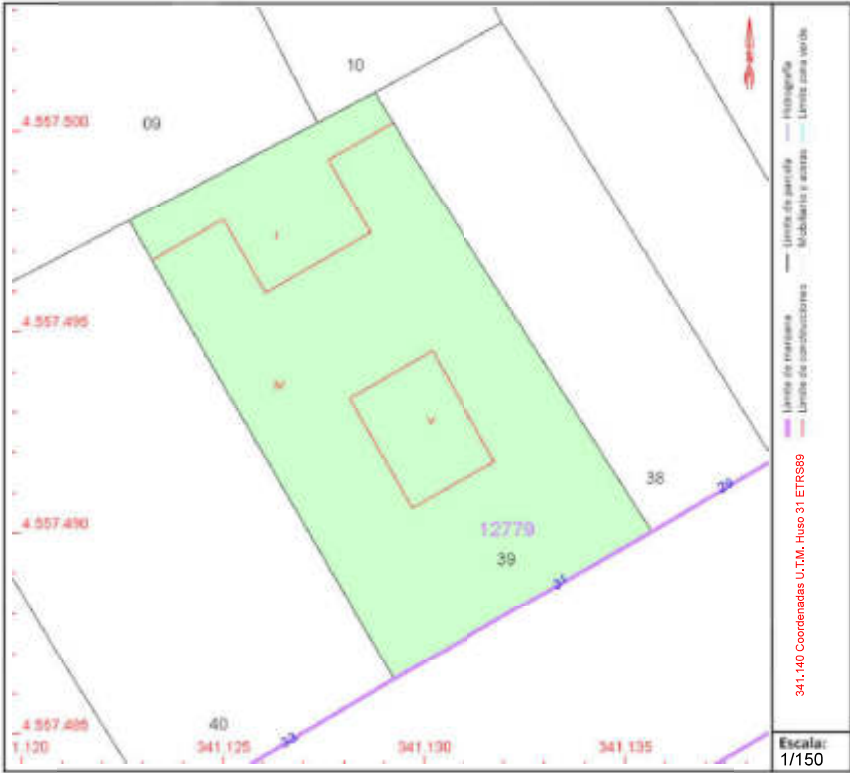 10
09
4.557.500
I
4.557.495
IV
V
38
29
12779
4.557.490
39
31
40
4.557.485
33
1.120
341.125
341.130
341.135
Límite de manzana
Límite de parcela
Hidrografía
Límite de construcciones
Mobiliario y aceras
Límite zona verde
341.140 Coordenadas U.T.M. Huso 31 ETRS89
Escala:
1/150